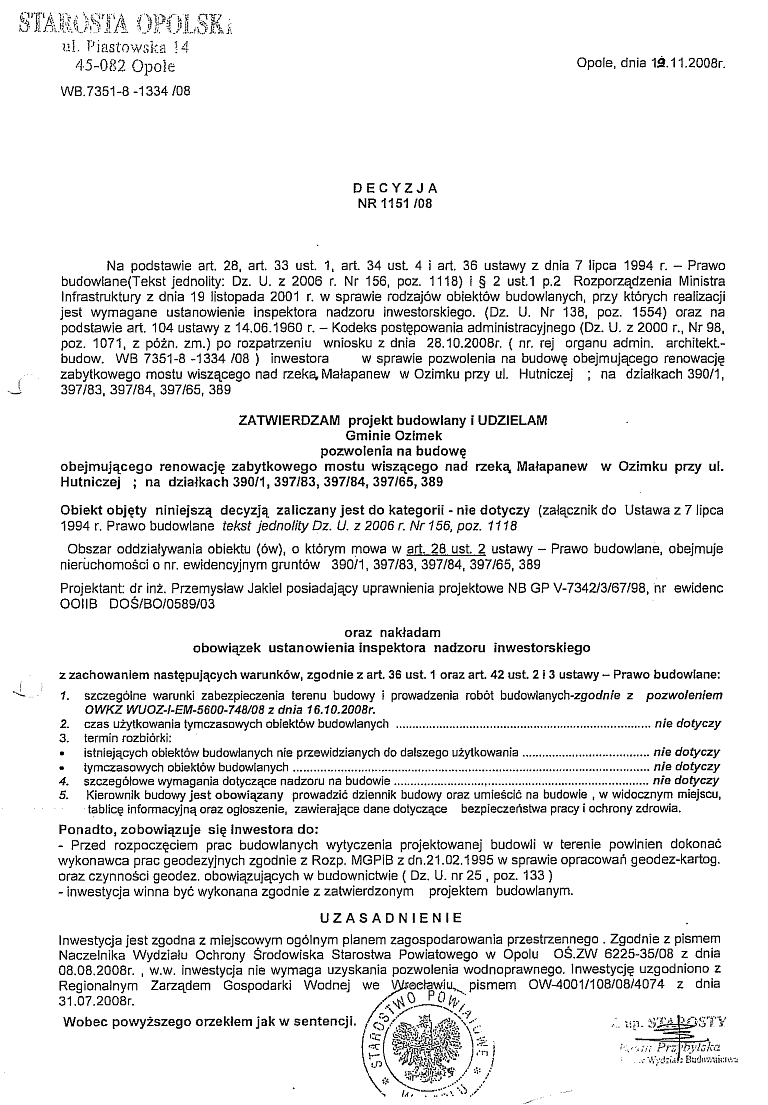 STAROSTA OPOLSKI
ul. Piastowska 14
45-082 Opole
Opole, dnia 12.11.2008r.
WB.7351-8 -1334 /08
D E C Y Z J A
NR 1151 /08
Na podstawie art. 28, art. 33 ust. 1, art. 34 ust. 4 i art. 36 ustawy z dnia 7 lipca 1994 r. – Prawo
budowlane(Tekst jednolity: Dz. U. z 2006 r. Nr 156, poz. 1118) i § 2 ust.1 p.2 Rozporządzenia Ministra
Infrastruktury z dnia 19 listopada 2001 r. w sprawie rodzajów obiektów budowlanych, przy których realizacji
jest wymagane ustanowienie inspektora nadzoru inwestorskiego. (Dz. U. Nr 138, poz. 1554) oraz na
podstawie art. 104 ustawy z 14.06.1960 r. – Kodeks postępowania administracyjnego (Dz. U. z 2000 r., Nr 98,
poz. 1071, z późn. zm.) po rozpatrzeniu wniosku z dnia 28.10.2008r. ( nr. rej organu admin. architekt.-
budow. WB 7351-8 -1334 /08 ) inwestora w sprawie pozwolenia na budowę obejmującego renowację
zabytkowego mostu wiszącego nad rzeką, Małapanew w Ozimku przy ul. Hutniczej ; na działkach 390/1,
397/83, 397/84, 397/65, 389
ZATWIERDZAM projekt budowlany i UDZIELAM
Gminie Ozimek
pozwolenia na budowę
obejmującego renowację zabytkowego mostu wiszącego nad rzeką, Małapanew w Ozimku przy ul.
Hutniczej ; na działkach 390/1, 397/83, 397/84, 397/65, 389
Obiekt objęty niniejszą decyzją zaliczany jest do kategorii - nie dotyczy (załącznik do Ustawa z 7 lipca
1994 r. Prawo budowlane tekst jednolity Dz. U. z 2006 r. Nr 156, poz. 1118
Obszar oddziaływania obiektu (ów), o którym mowa w art. 28 ust. 2 ustawy – Prawo budowlane, obejmuje
nieruchomości o nr. ewidencyjnym gruntów 390/1, 397/83, 397/84, 397/65, 389
Projektant: dr inż. Przemysław Jakiel posiadający uprawnienia projektowe NB GP V-7342/3/67/98, nr ewidenc
OOIIB DOŚ/BO/0589/03
oraz nakładam
obowiązek ustanowienia inspektora nadzoru inwestorskiego
z zachowaniem następujących warunków, zgodnie z art. 36 ust. 1 oraz art. 42 ust. 2 i 3 ustawy – Prawo budowlane:
1. szczególne warunki zabezpieczenia terenu budowy i prowadzenia robót budowlanych-zgodnie z pozwoleniem
OWKZ WUOZ-I-EM-5600-748/08 z dnia 16.10.2008r.
2. czas użytkowania tymczasowych obiektów budowlanych ........ nie dotyczy
3. termin rozbiórki:
• istniejących obiektów budowlanych nie przewidzianych do dalszego użytkowania ........ nie dotyczy
• tymczasowych obiektów budowlanych ........ nie dotyczy
4. szczegółowe wymagania dotyczące nadzoru na budowie ........ nie dotyczy
5. Kierownik budowy jest obowiązany prowadzić dziennik budowy oraz umieścić na budowie , w widocznym miejscu,
tablicę informacyjną oraz ogłoszenie, zawierające dane dotyczące bezpieczeństwa pracy i ochrony zdrowia.
Ponadto, zobowiązuje się Inwestora do:
- Przed rozpoczęciem prac budowlanych wytyczenia projektowanej budowli w terenie powinien dokonać
wykonawca prac geodezyjnych zgodnie z Rozp. MGPIB z dn.21.02.1995 w sprawie opracowań geodez-kartog.
oraz czynności geodez. obowiązujących w budownictwie ( Dz. U. nr 25 , poz. 133 )
- inwestycja winna być wykonana zgodnie z zatwierdzonym projektem budowlanym.
U Z A S A D N I E N I E
Inwestycja jest zgodna z miejscowym ogólnym planem zagospodarowania przestrzennego . Zgodnie z pismem
Naczelnika Wydziału Ochrony Środowiska Starostwa Powiatowego w Opolu OŚ.ZW 6225-35/08 z dnia
08.08.2008r. , w.w. inwestycja nie wymaga uzyskania pozwolenia wodnoprawnego. Inwestycję uzgodniono z
Regionalnym Zarządem Gospodarki Wodnej we Wrocławiu, pismem OW-4001/108/08/4074 z dnia
31.07.2008r.
Wobec powyższego orzekłem jak w sentencji.
STAROSTWO POWIATOWE
up. STAROSTY
Przybylska
Wydziału Budownictwa